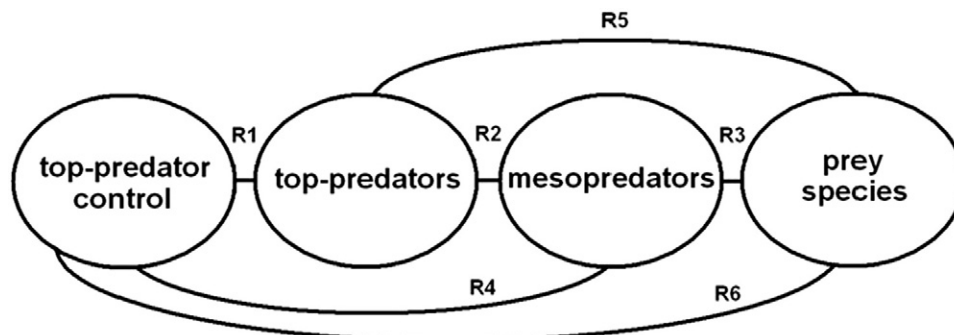 R5
R1
R2
R3
top-predator
control
top-predators
mesopredators
prey
species
R4
R6